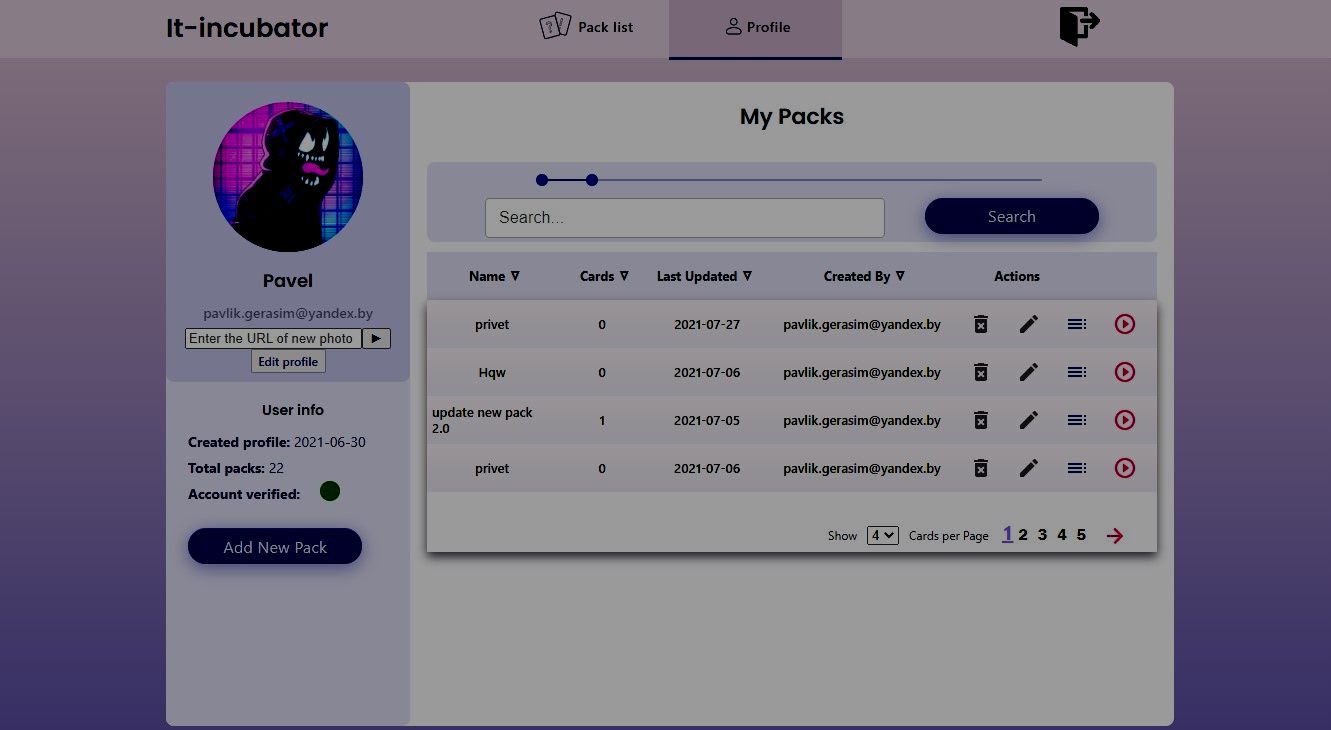 It-incubator
Pack list
Profile
My Packs
Search...
Search
Pavel
pavlik.gerasim@yandex.by
Enter the URL of new photo ►
Edit profile
User info
Created profile: 2021-06-30
Total packs: 22
Account verified:
Add New Pack
Name ∇ Cards ∇ Last Updated ∇ Created By ∇ Actions
privet 0 2021-07-27 pavlik.gerasim@yandex.by
Hqw 0 2021-07-06 pavlik.gerasim@yandex.by
update new pack
2.0 1 2021-07-05 pavlik.gerasim@yandex.by
privet 0 2021-07-06 pavlik.gerasim@yandex.by
Show 4 Cards per Page 1 2 3 4 5